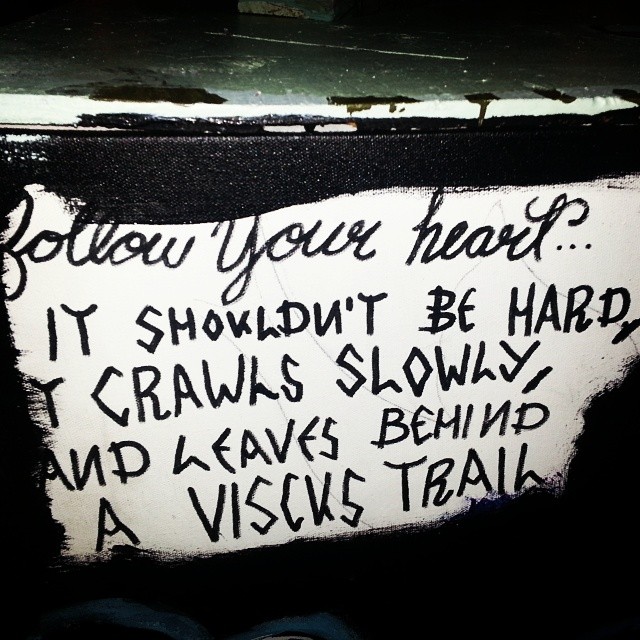 follow Your heart...
IT SHOULDN'T BE HARD,
T CRAWLS SLOWLY,
AND LEAVES BEHIND
A VISCUS TRAIL